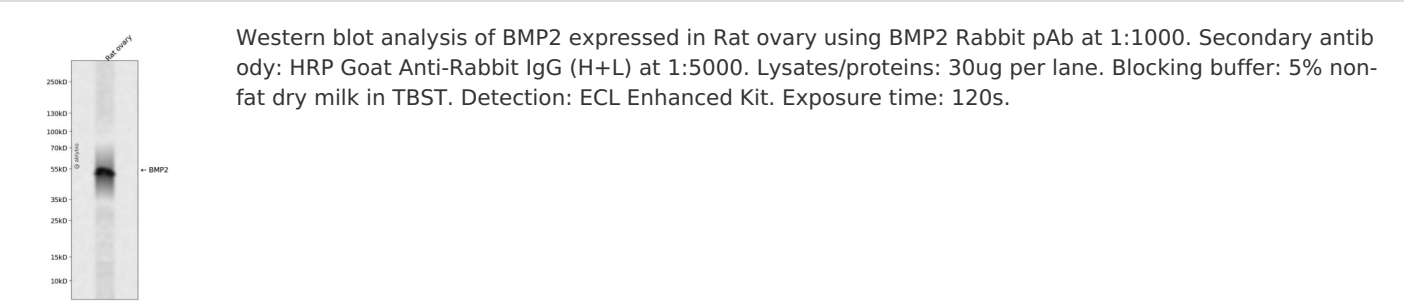 Rat ovary
Western blot analysis of BMP2 expressed in Rat ovary using BMP2 Rabbit pAb at 1:1000. Secondary antib
ody: HRP Goat Anti-Rabbit IgG (H+L) at 1:5000. Lysates/proteins: 30ug per lane. Blocking buffer: 5% non-
fat dry milk in TBST. Detection: ECL Enhanced Kit. Exposure time: 120s.
250kD
130kD
100kD
70kD
55kD
← BMP2
35kD
25kD
15kD
10kD